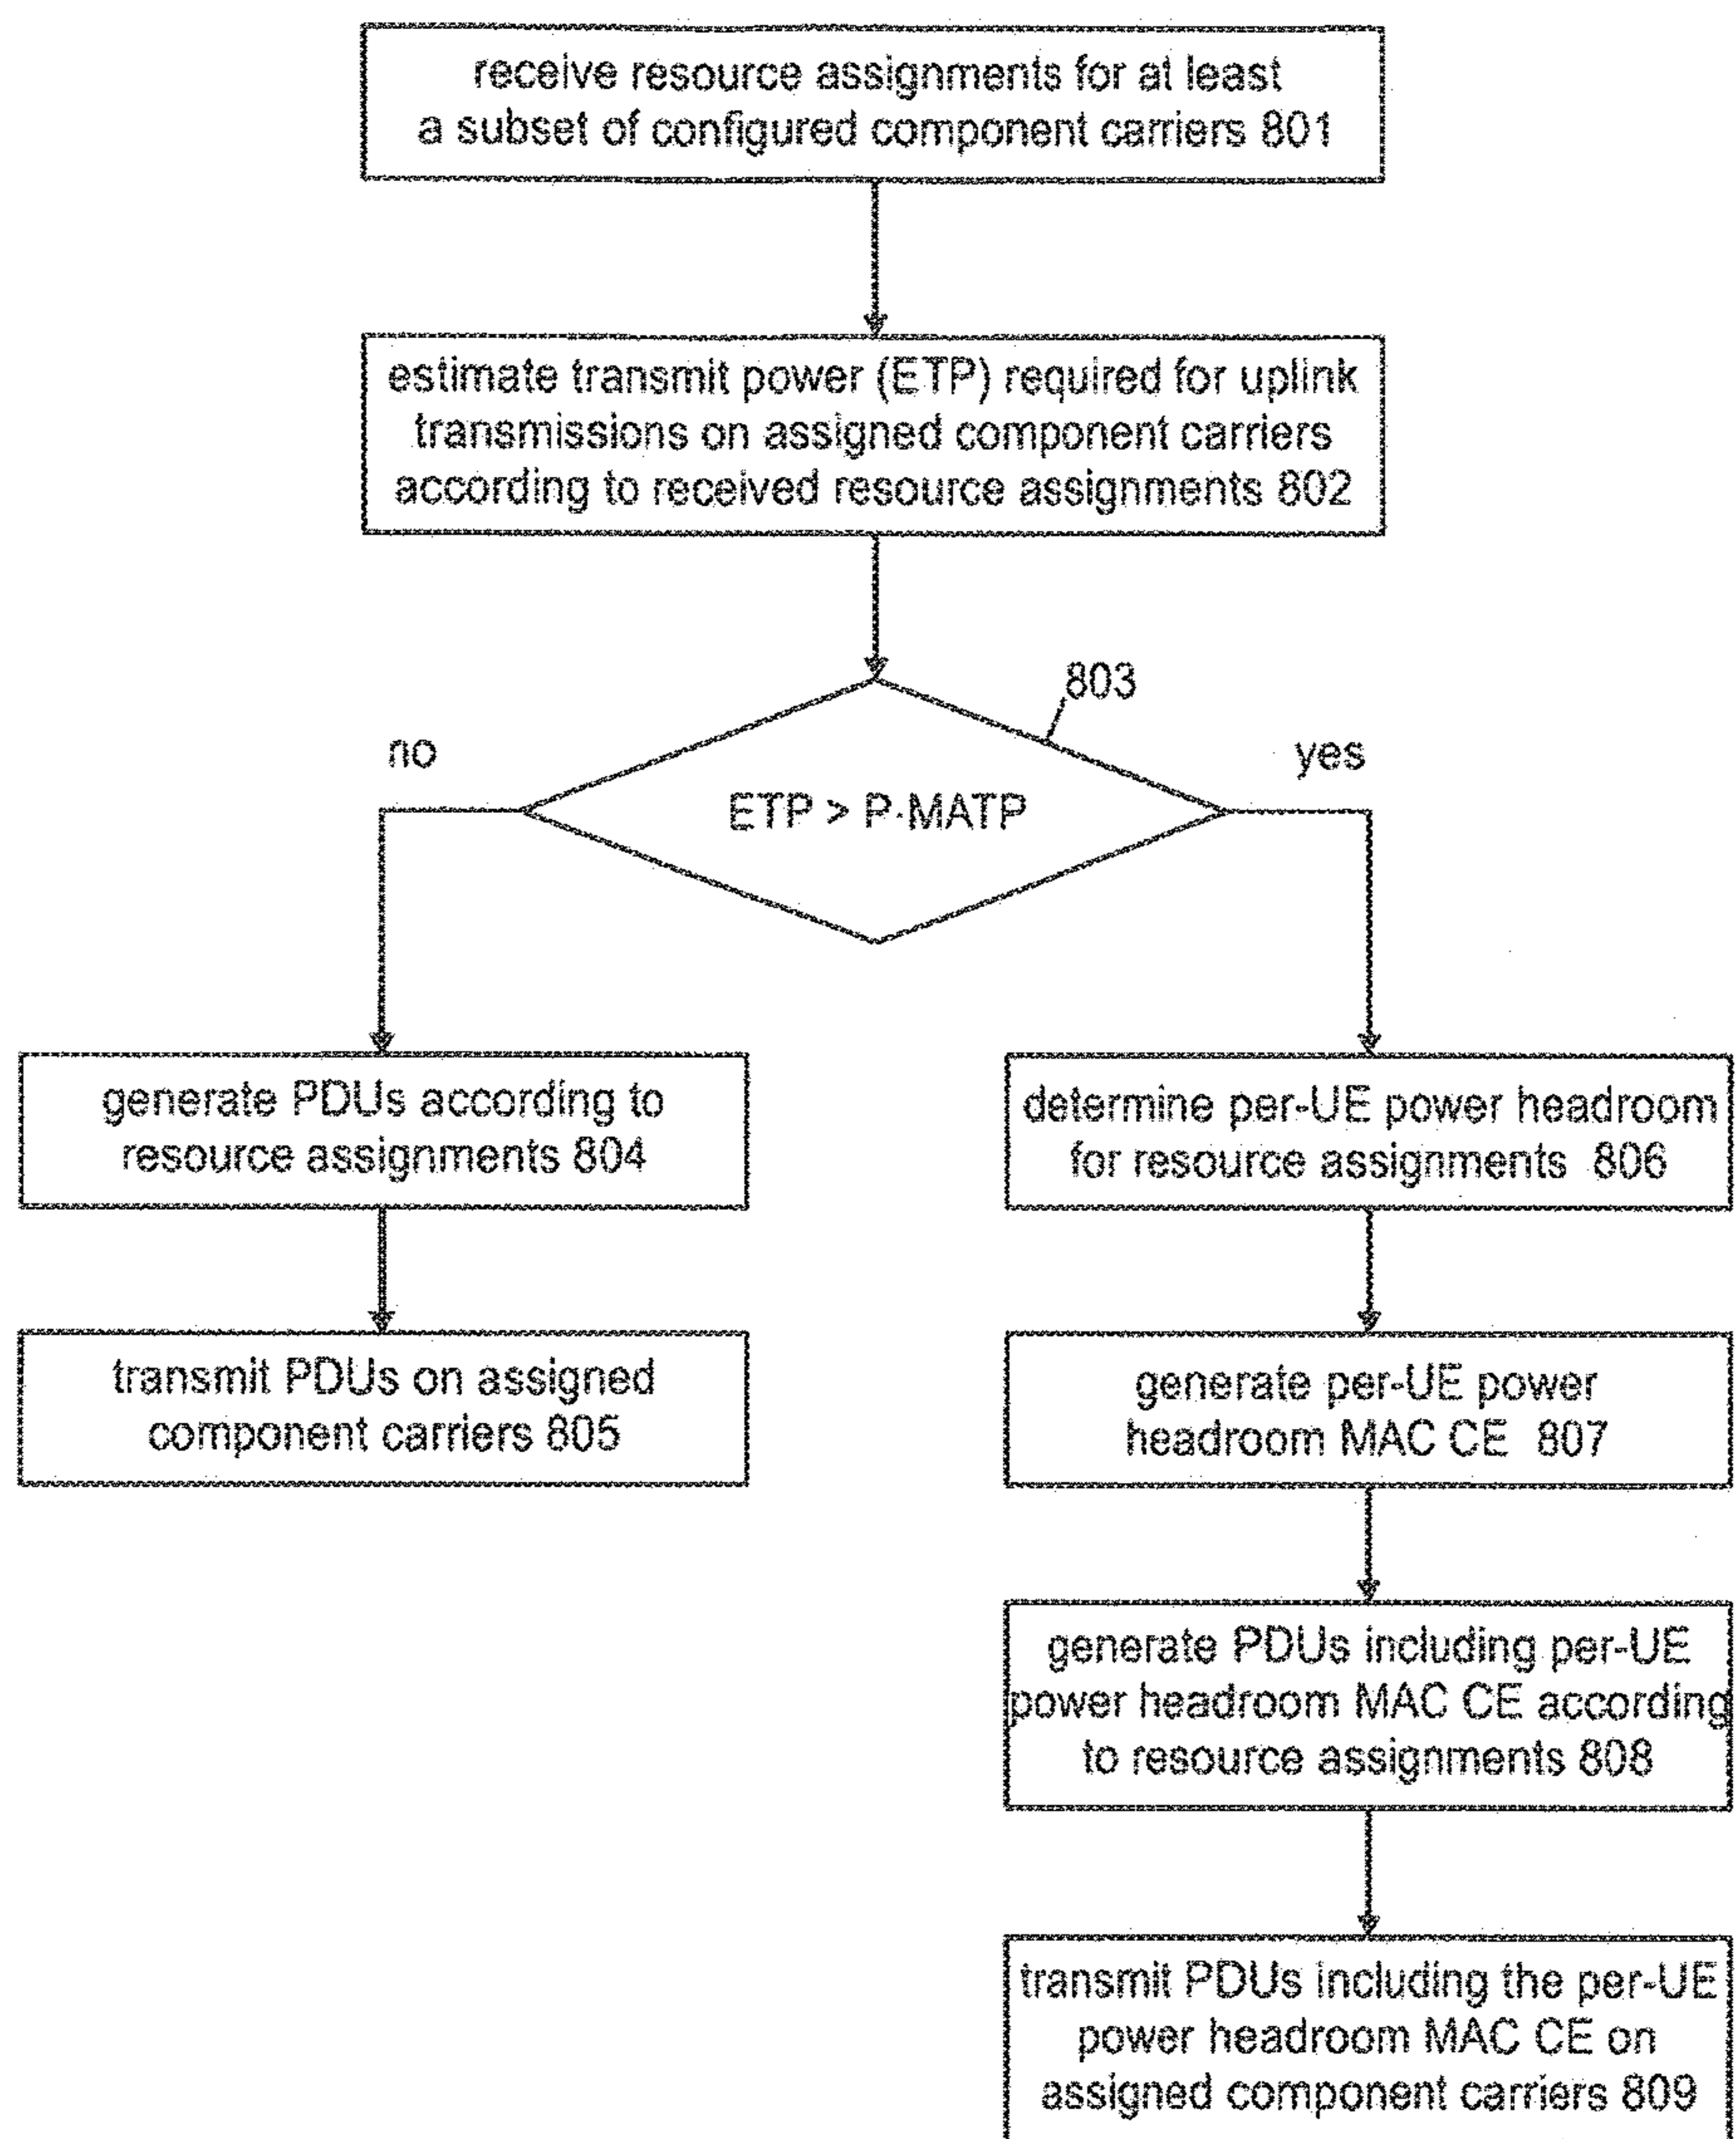 receive resource assignments for at least
a subset of configured component carriers 801
estimate transmit power (ETP) required for uplink
transmissions on assigned component carriers
according to received resource assignments 802
803
no
yes
ETP > P-MATP
generate PDUs according to
resource assignments 804
transmit PDUs on assigned
component carriers 805
determine per-UE power headroom
for resource assignments 806
generate per-UE power
headroom MAC CE 807
generate PDUs including per-UE
power headroom MAC CE according
to resource assignments 808
transmit PDUs including the per-UE
power headroom MAC CE on
assigned component carriers 809